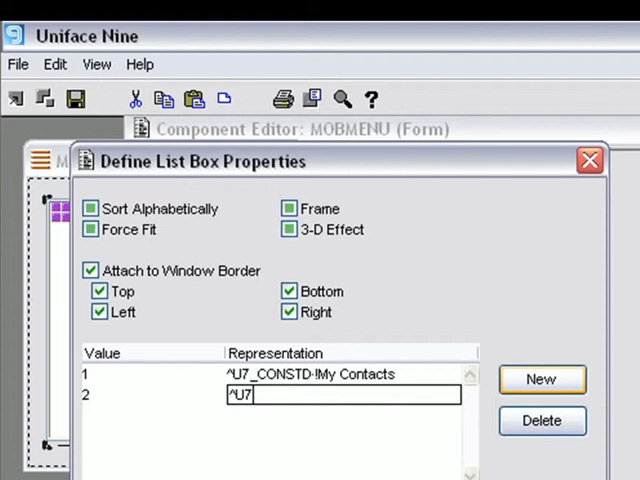 Uniface Nine
File Edit View Help
Component Editor: MOBMENU (Form)
M
Define List Box Properties
Sort Alphabetically Frame
Force Fit 3-D Effect
Attach to Window Border
Top Bottom
Left Right
Value Representation
1 ^U7_CONSTD·!My Contacts
2 ^U7
New
Delete